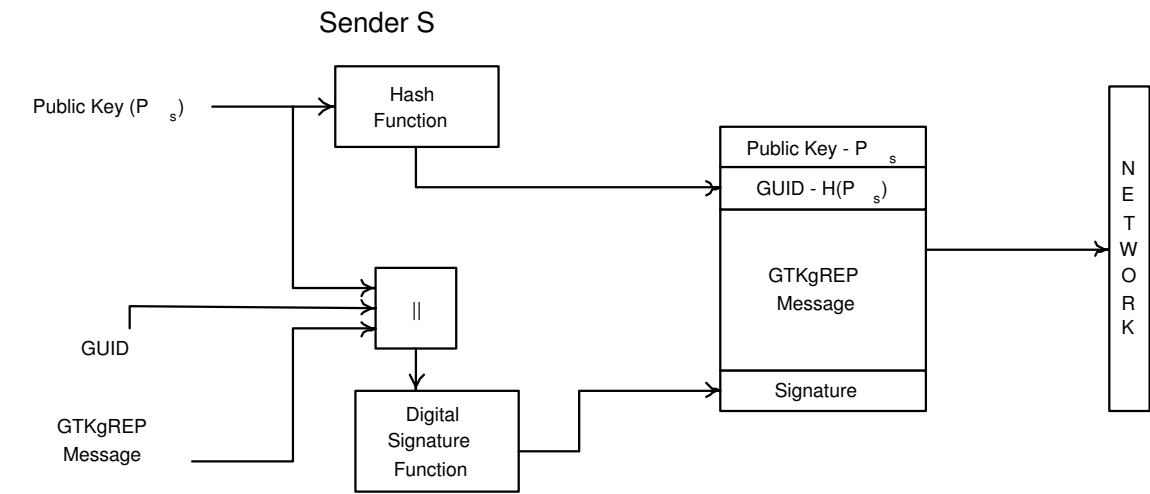 Sender S
Public Key (P s)
Hash
Function
Public Key - P s
GUID - H(P s)
GTKgREP
Message
Signature
N
E
T
W
O
R
K
||
GUID
GTKgREP
Message
Digital
Signature
Function